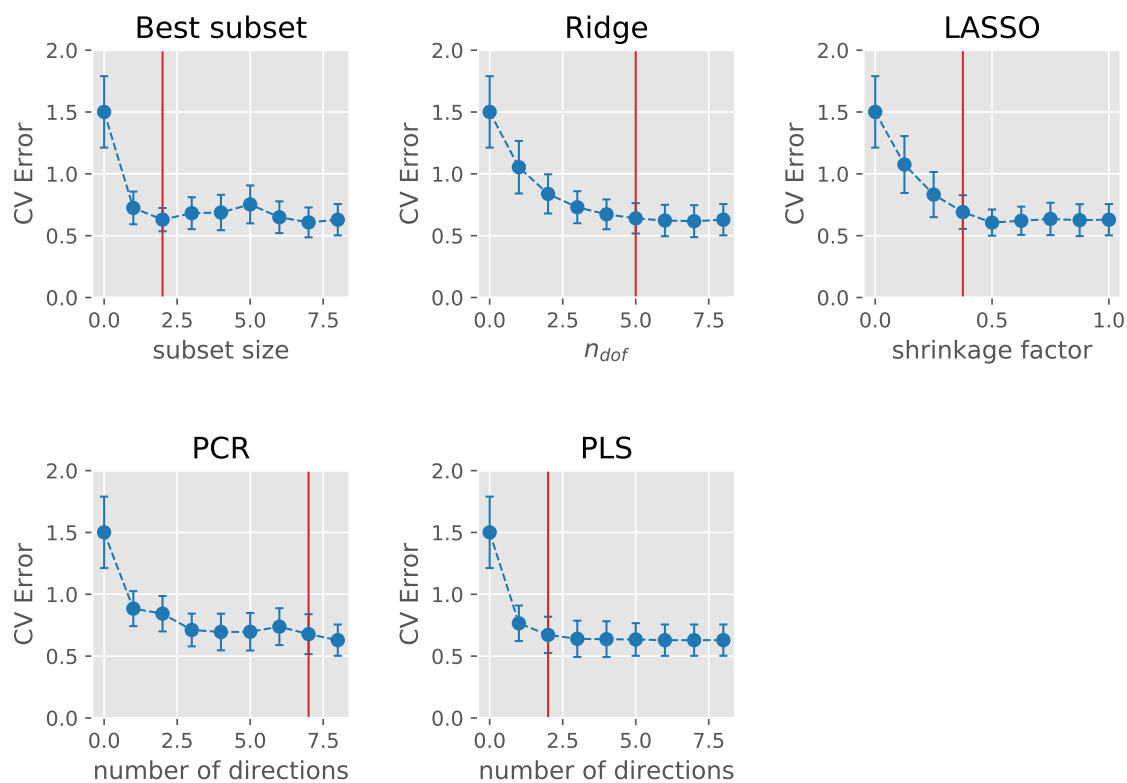 Best subset
2.0
1.5
1.0
0.5
0.0
CV Error
0.0 2.5 5.0 7.5
subset size
Ridge
2.0
1.5
1.0
0.5
0.0
CV Error
0.0 2.5 5.0 7.5
n_dof
LASSO
2.0
1.5
1.0
0.5
0.0
CV Error
0.0 0.5 1.0
shrinkage factor
PCR
2.0
1.5
1.0
0.5
0.0
CV Error
0.0 2.5 5.0 7.5
number of directions
PLS
2.0
1.5
1.0
0.5
0.0
CV Error
0.0 2.5 5.0 7.5
number of directions